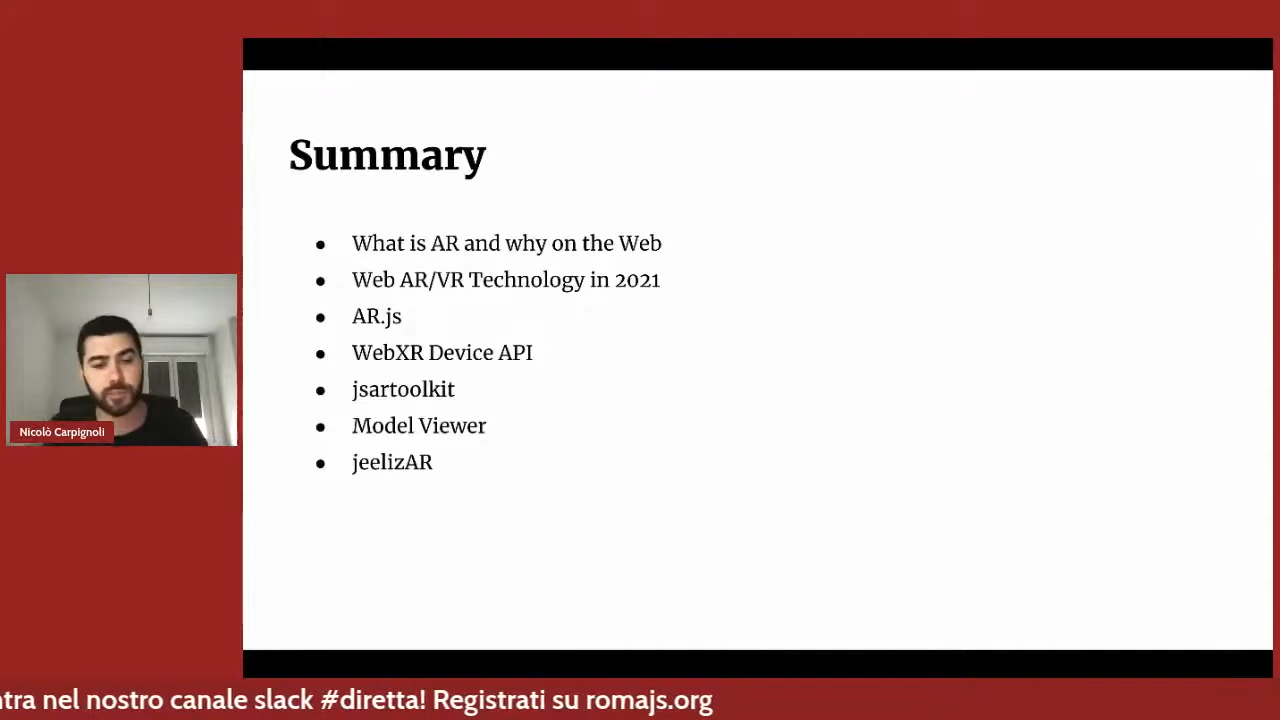 Summary
What is AR and why on the Web
Web AR/VR Technology in 2021
AR.js
WebXR Device API
jsartoolkit
Model Viewer
jeelizAR
Nicolò Carpignoli
nel nostro canale slack #diretta! Registrati su romajs.org